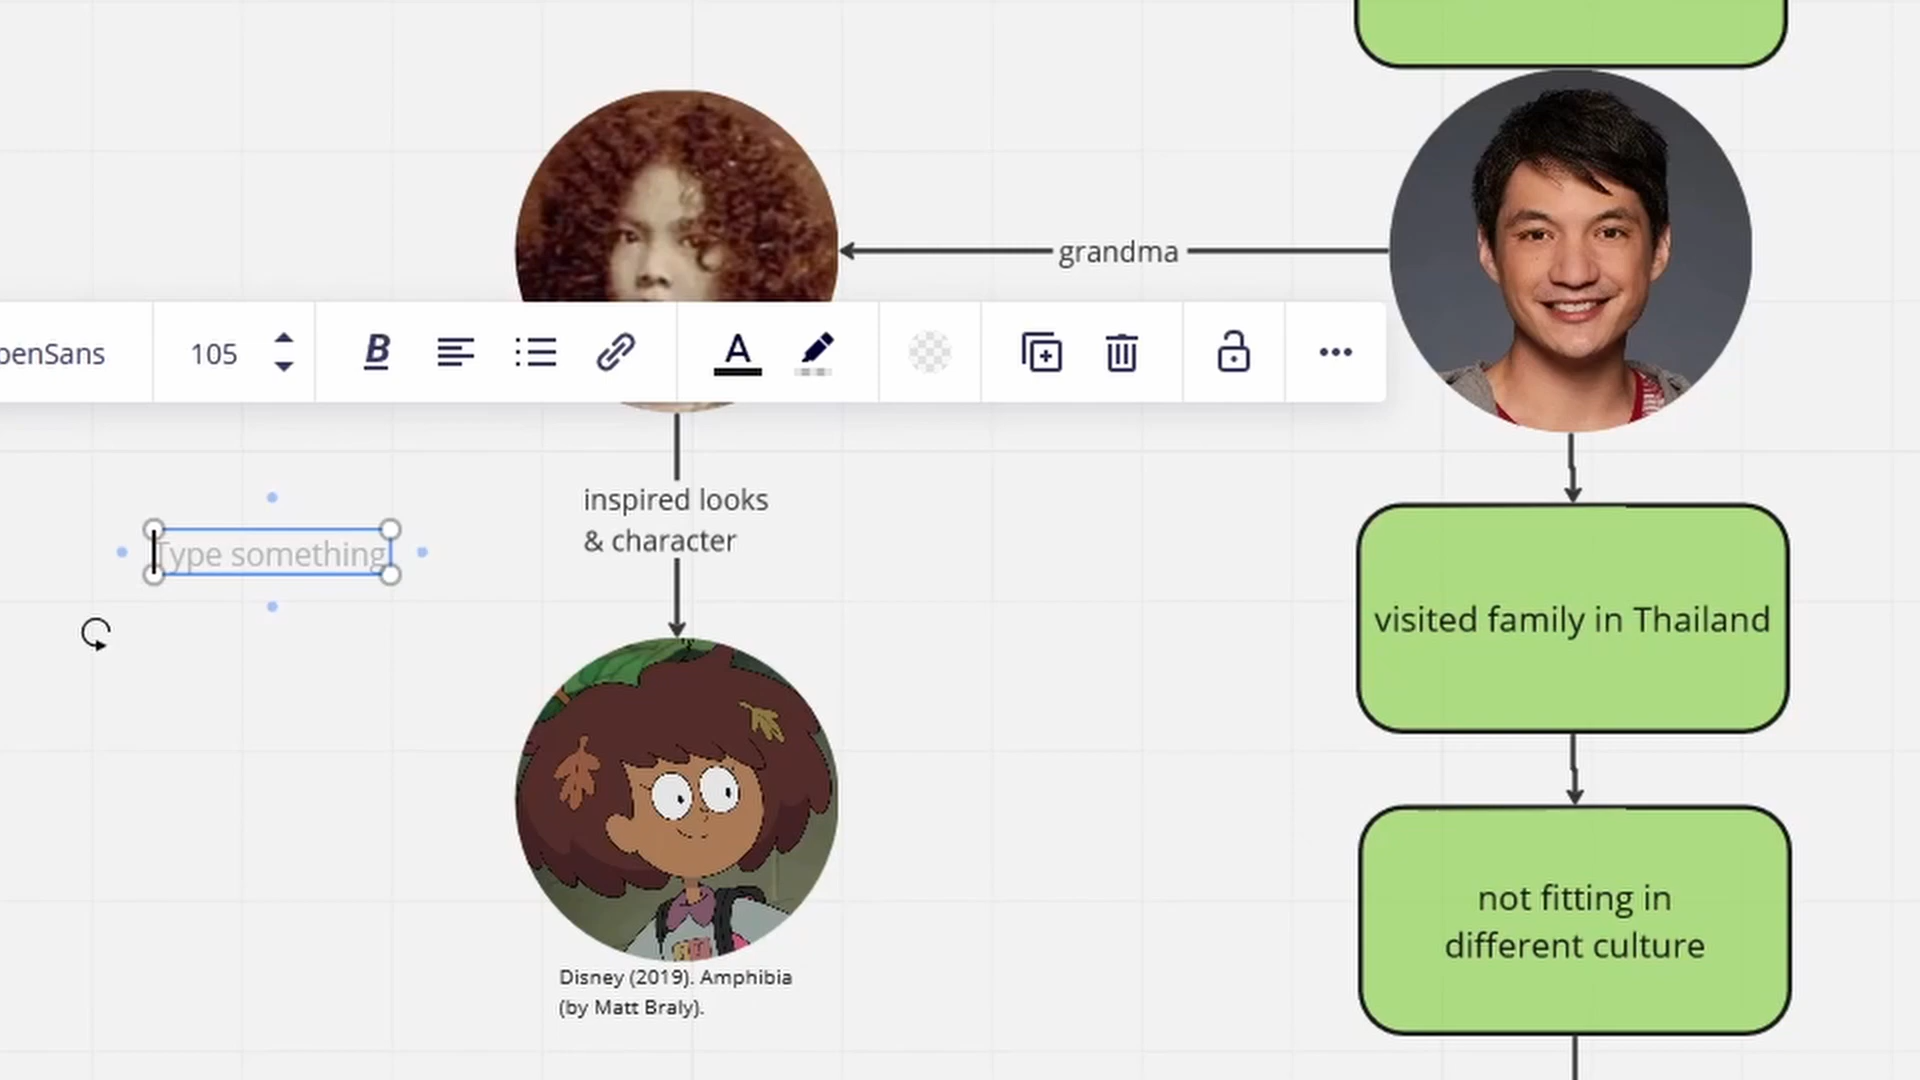 grandma
penSans
105
B
A
inspired looks
& character
Type something
visited family in Thailand
not fitting in
different culture
Disney (2019). Amphibia
(by Matt Braly).